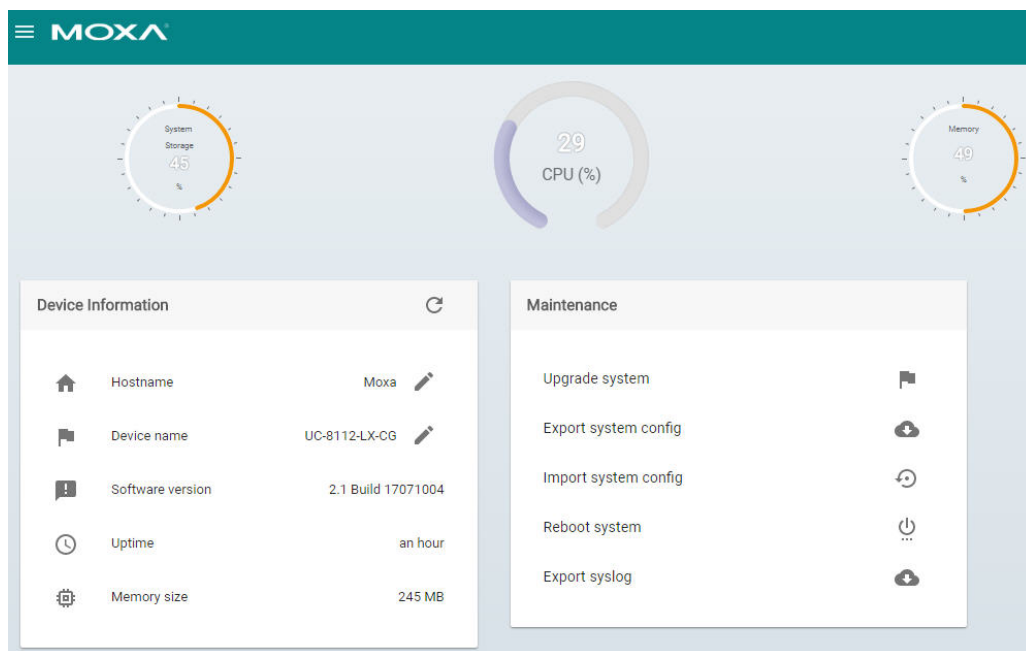 MOXA
System
Storage
45
%
29
CPU (%)
Memory
49
%
Device Information
Hostname Moxa
Device name UC-8112-LX-CG
Software version 2.1 Build 17071004
Uptime an hour
Memory size 245 MB
Maintenance
Upgrade system
Export system config
Import system config
Reboot system
Export syslog